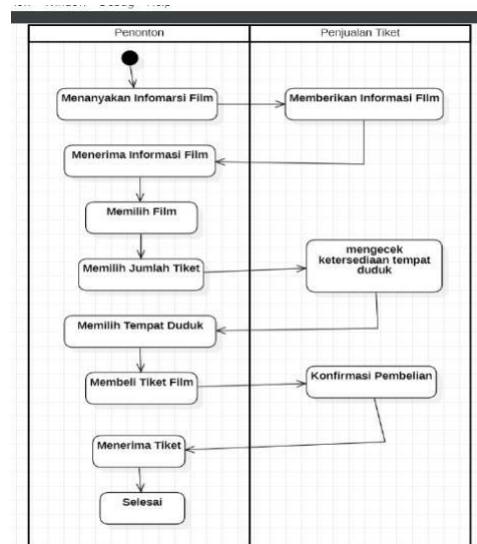 Penonton
Penjualan Tiket
Menanyakan Infomarsi Film
Memberikan Informasi FIlm
Menerima Informasi Film
Memilih Film
Memilih Jumlah Tiket
mengecek
ketersediaan tempat
duduk
Memilih Tempat Duduk
Membeli Tiket Film
Konfirmasi Pembelian
Menerima Tiket
Selesai